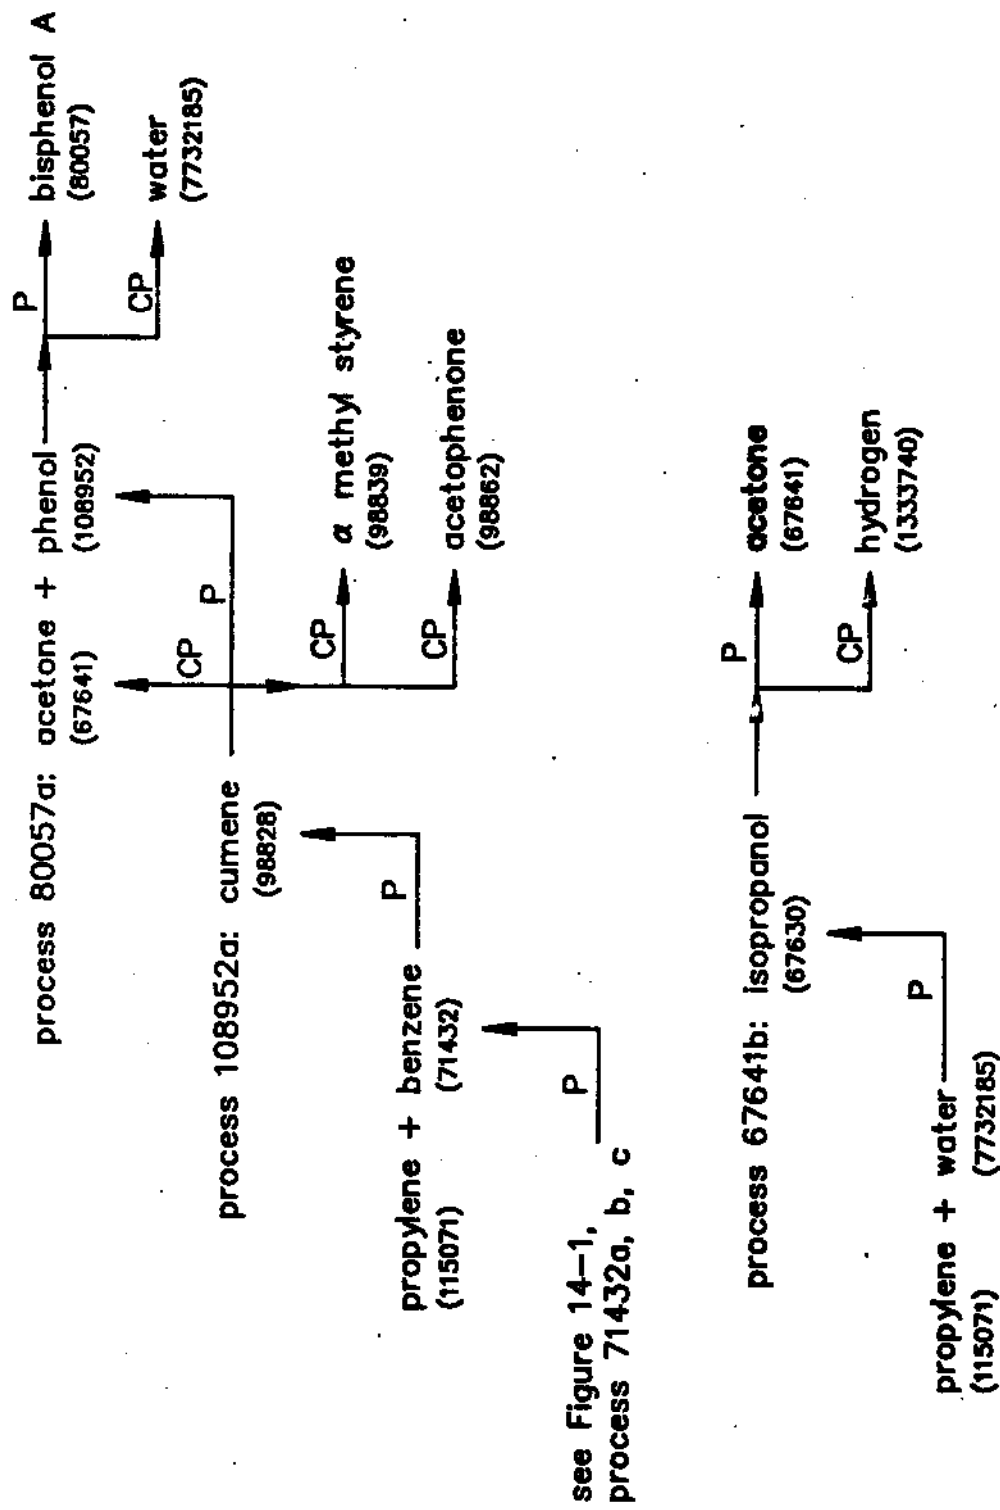 process 80057a: acetone + phenol
(67641)
(108952)
P
bisphenol A
(80057)
CP
water
(7732185)
process 108952a: cumene
(98828)
CP
P
CP
α methyl styrene
(98839)
CP
acetophenone
(98862)
propylene + benzene
(115071)
(71432)
P
see Figure 14-1,
process 71432a, b, c
P
process 67641b: isopropanol
(67630)
P
acetone
(67641)
CP
hydrogen
(1333740)
propylene + water
(115071)
(7732185)
P